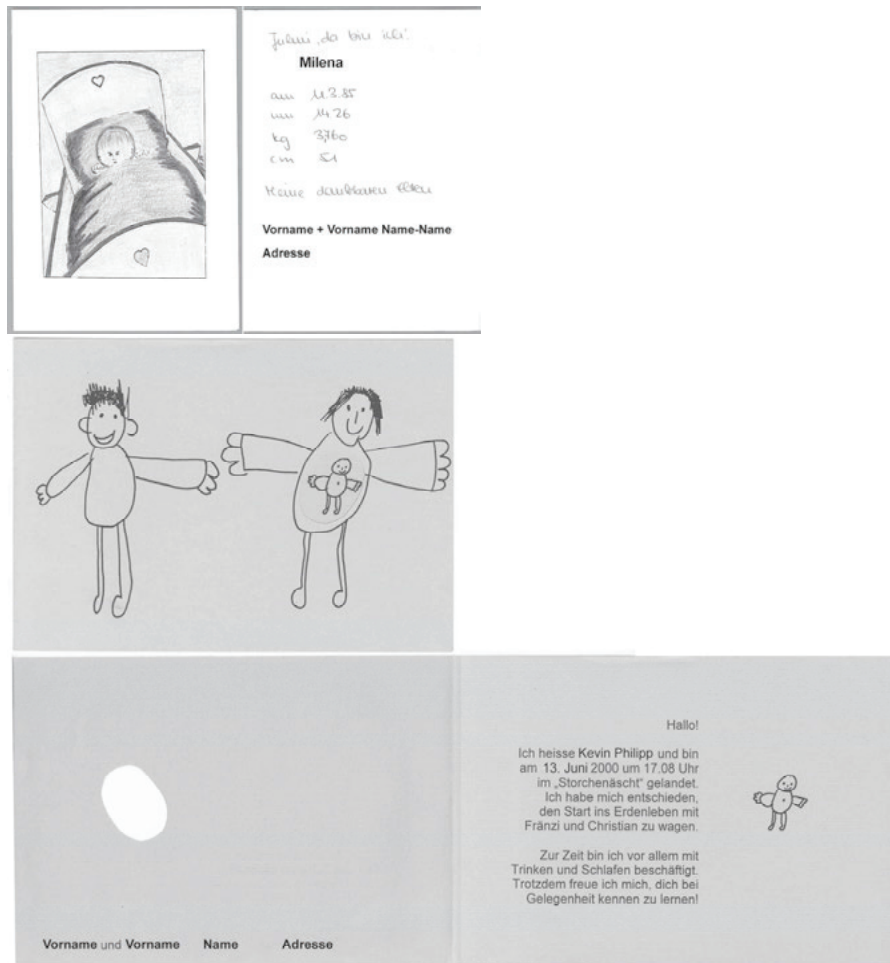 Juhui, da bin ich!
Milena
am 11.3.85
um 14.26
kg 3,760
cm 51
Meine dankbaren Eltern
Vorname + Vorname Name-Name
Adresse
Hallo!
Ich heisse Kevin Philipp und bin
am 13. Juni 2000 um 17.08 Uhr
im „Storchenäscht“ gelandet.
Ich habe mich entschieden,
den Start ins Erdenleben mit
Fränzi und Christian zu wagen.
Zur Zeit bin ich vor allem mit
Trinken und Schlafen beschäftigt.
Trotzdem freue ich mich, dich bei
Gelegenheit kennen zu lernen!
Vorname und Vorname Name Adresse